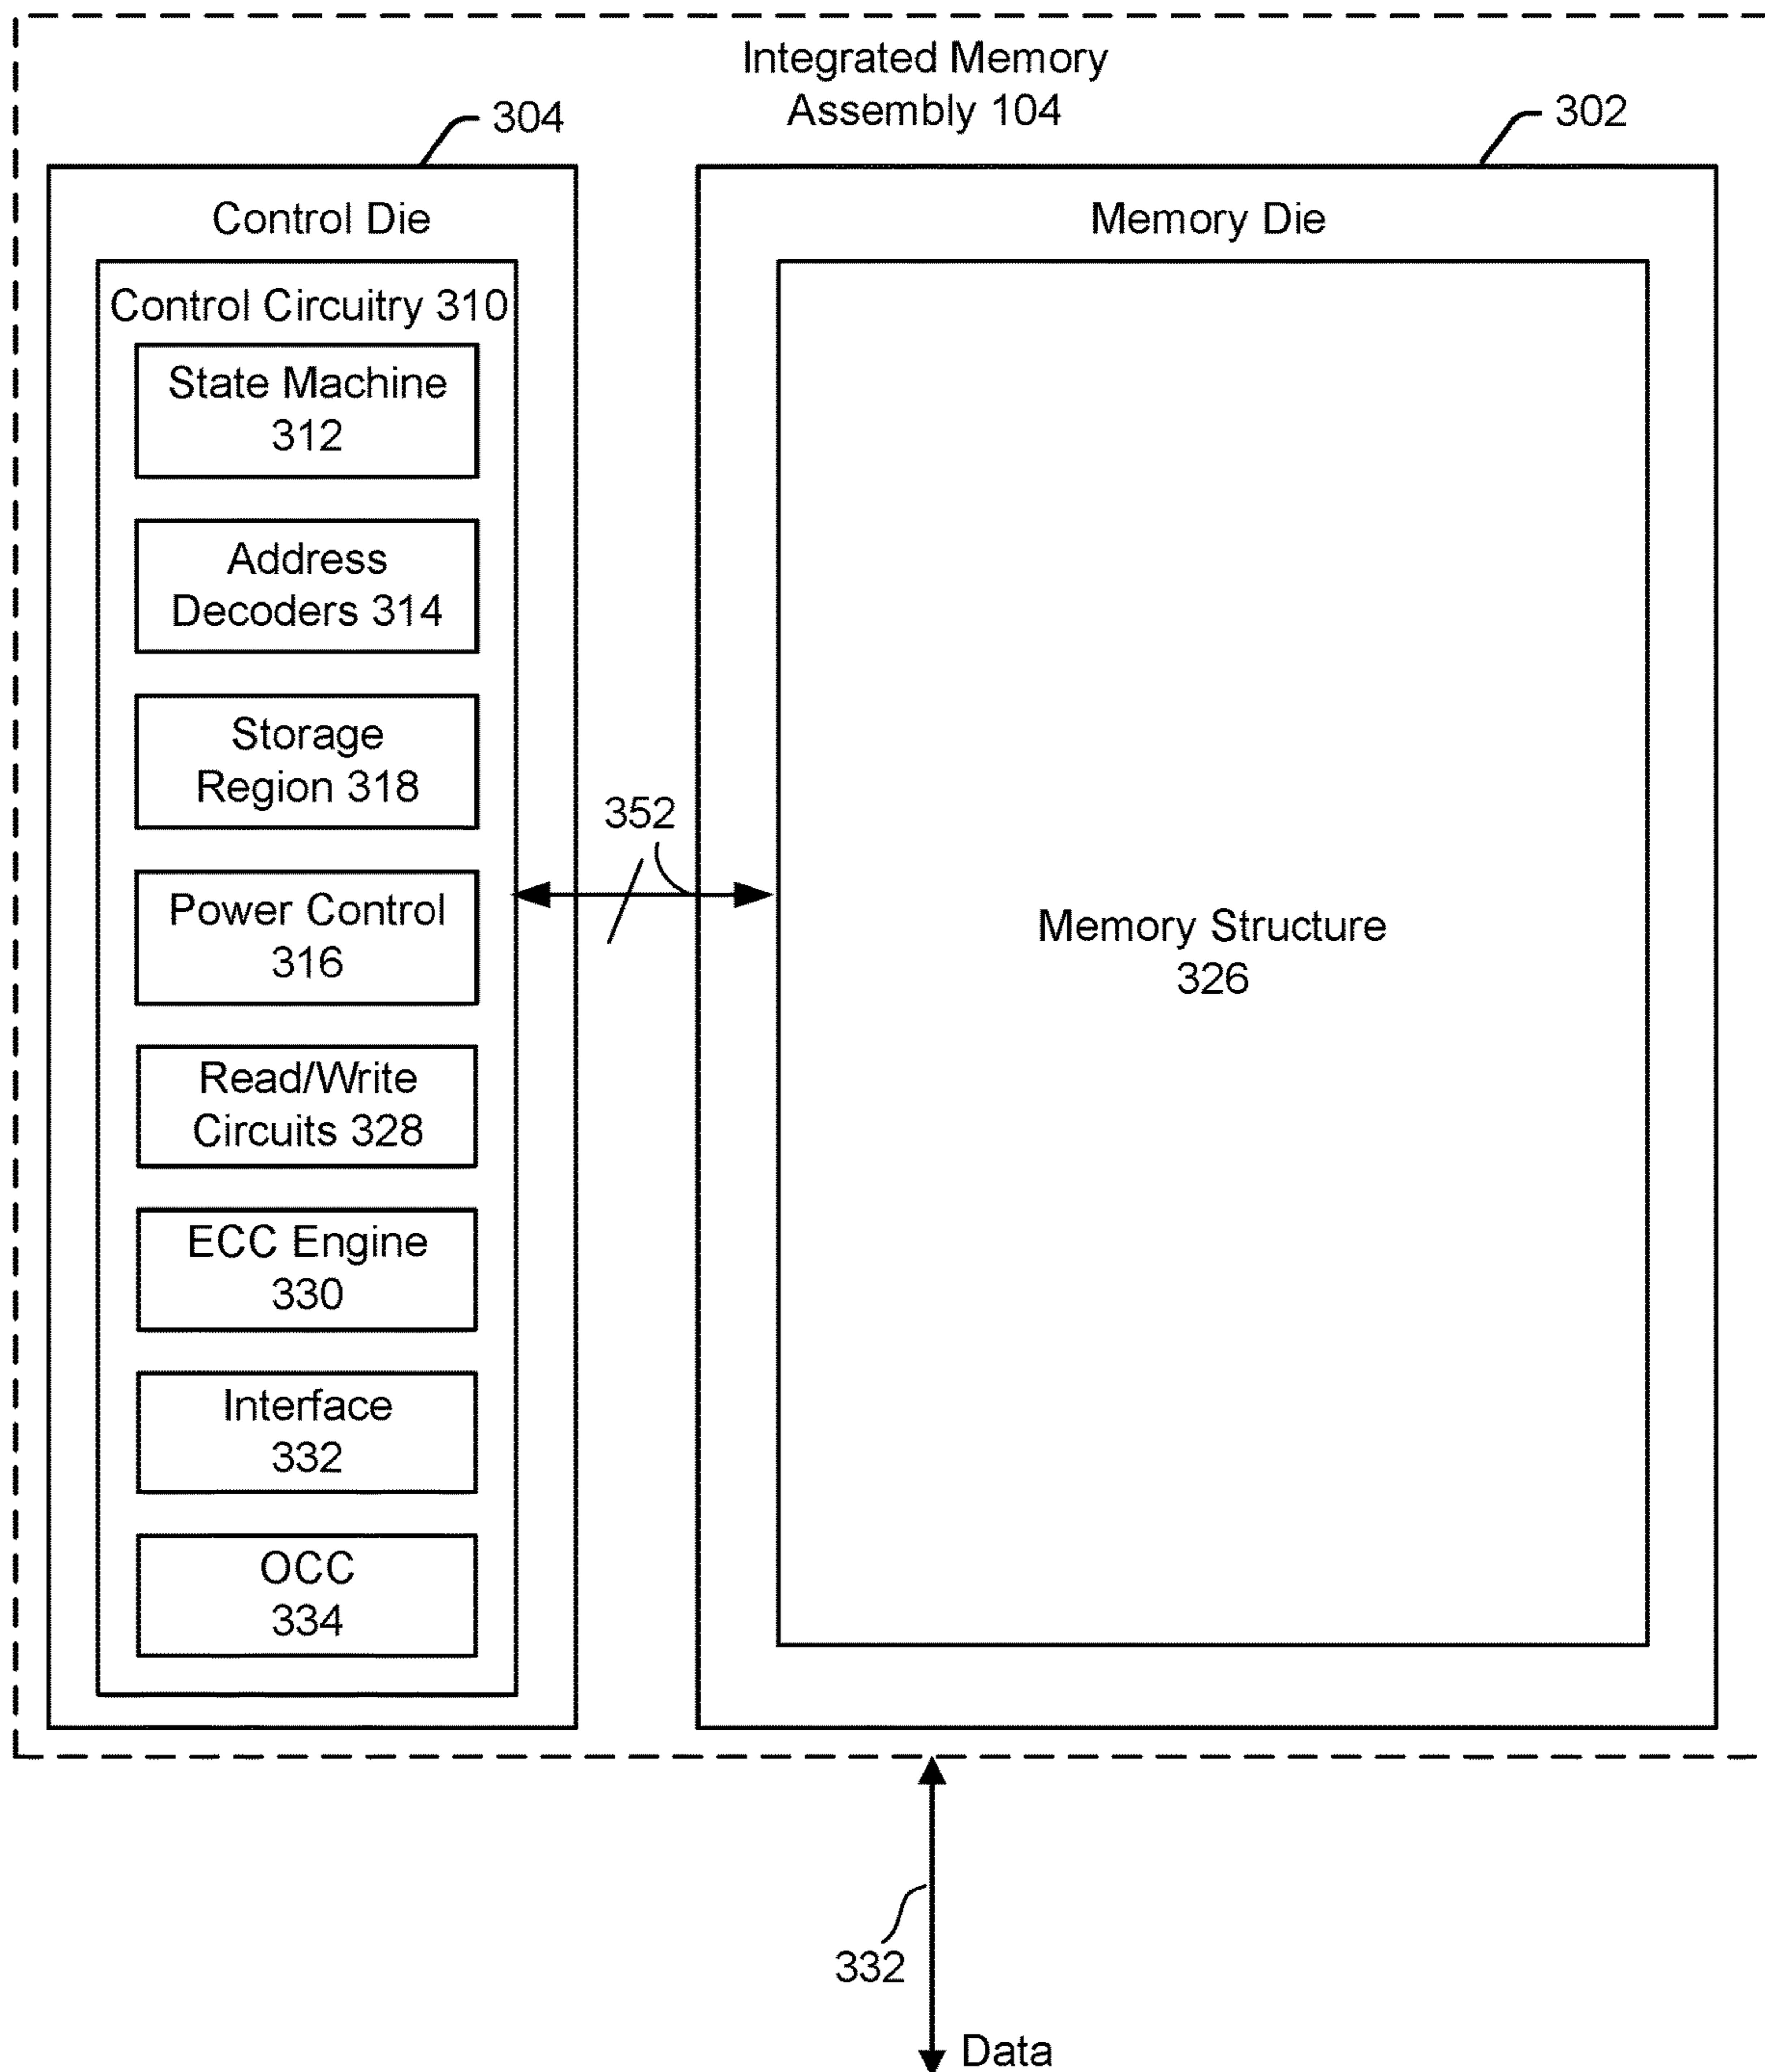 Integrated Memory
Assembly 104
304
302
Control Die
Memory Die
Control Circuitry 310
State Machine
312
Address
Decoders 314
Storage
Region 318
352
Power Control
316
Memory Structure
326
Read/Write
Circuits 328
ECC Engine
330
Interface
332
OCC
334
332
Data